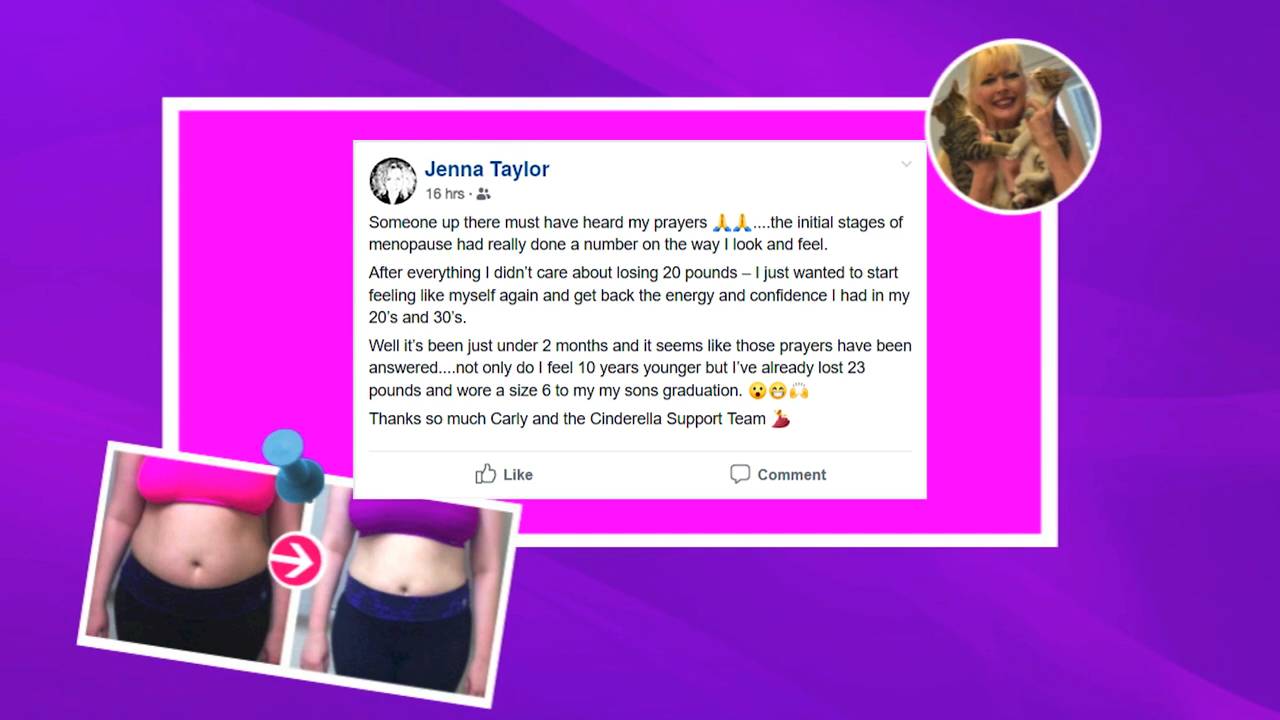 Jenna Taylor
16 hrs ·
Someone up there must have heard my prayers 🙏🙏....the initial stages of
menopause had really done a number on the way I look and feel.
After everything I didn’t care about losing 20 pounds – I just wanted to start
feeling like myself again and get back the energy and confidence I had in my
20’s and 30’s.
Well it’s been just under 2 months and it seems like those prayers have been
answered....not only do I feel 10 years younger but I’ve already lost 23
pounds and wore a size 6 to my my sons graduation. 😮😁🙌
Thanks so much Carly and the Cinderella Support Team 💃
Like
Comment